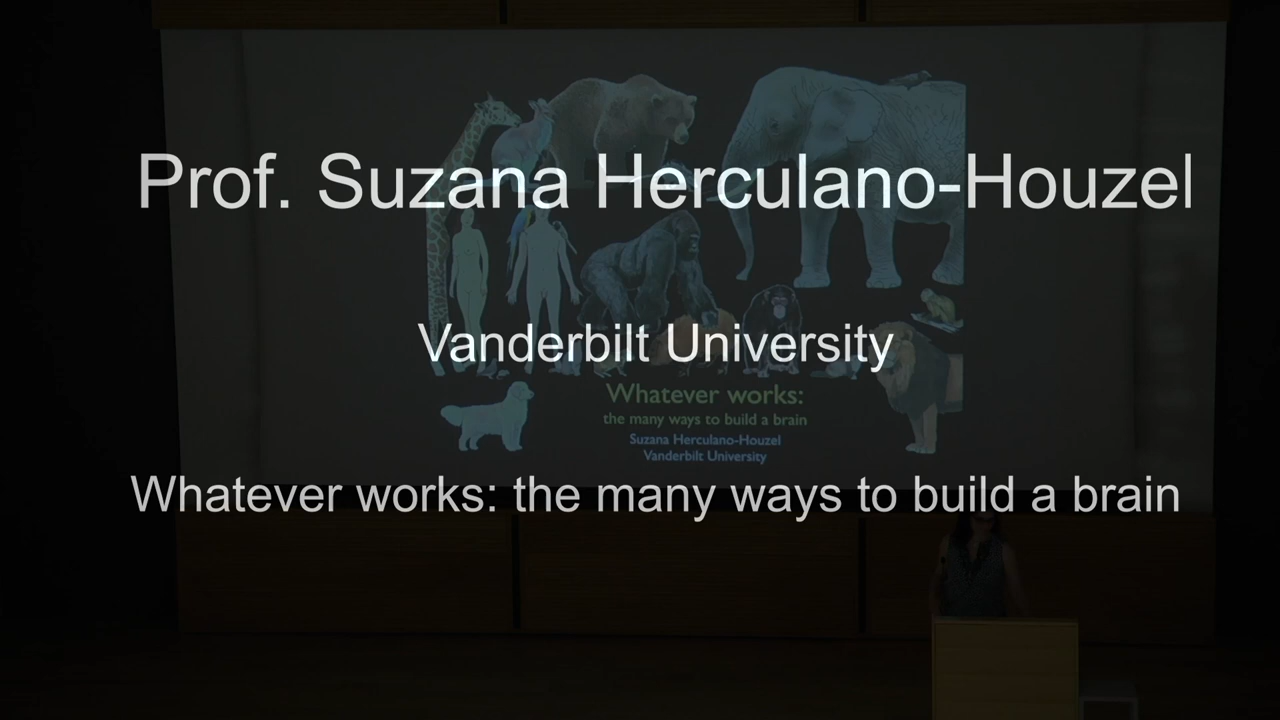 Prof. Suzana Herculano-Houzel
Vanderbilt University
Whatever works:
the many ways to build a brain
Suzana Herculano-Houzel
Vanderbilt University
Whatever works: the many ways to build a brain